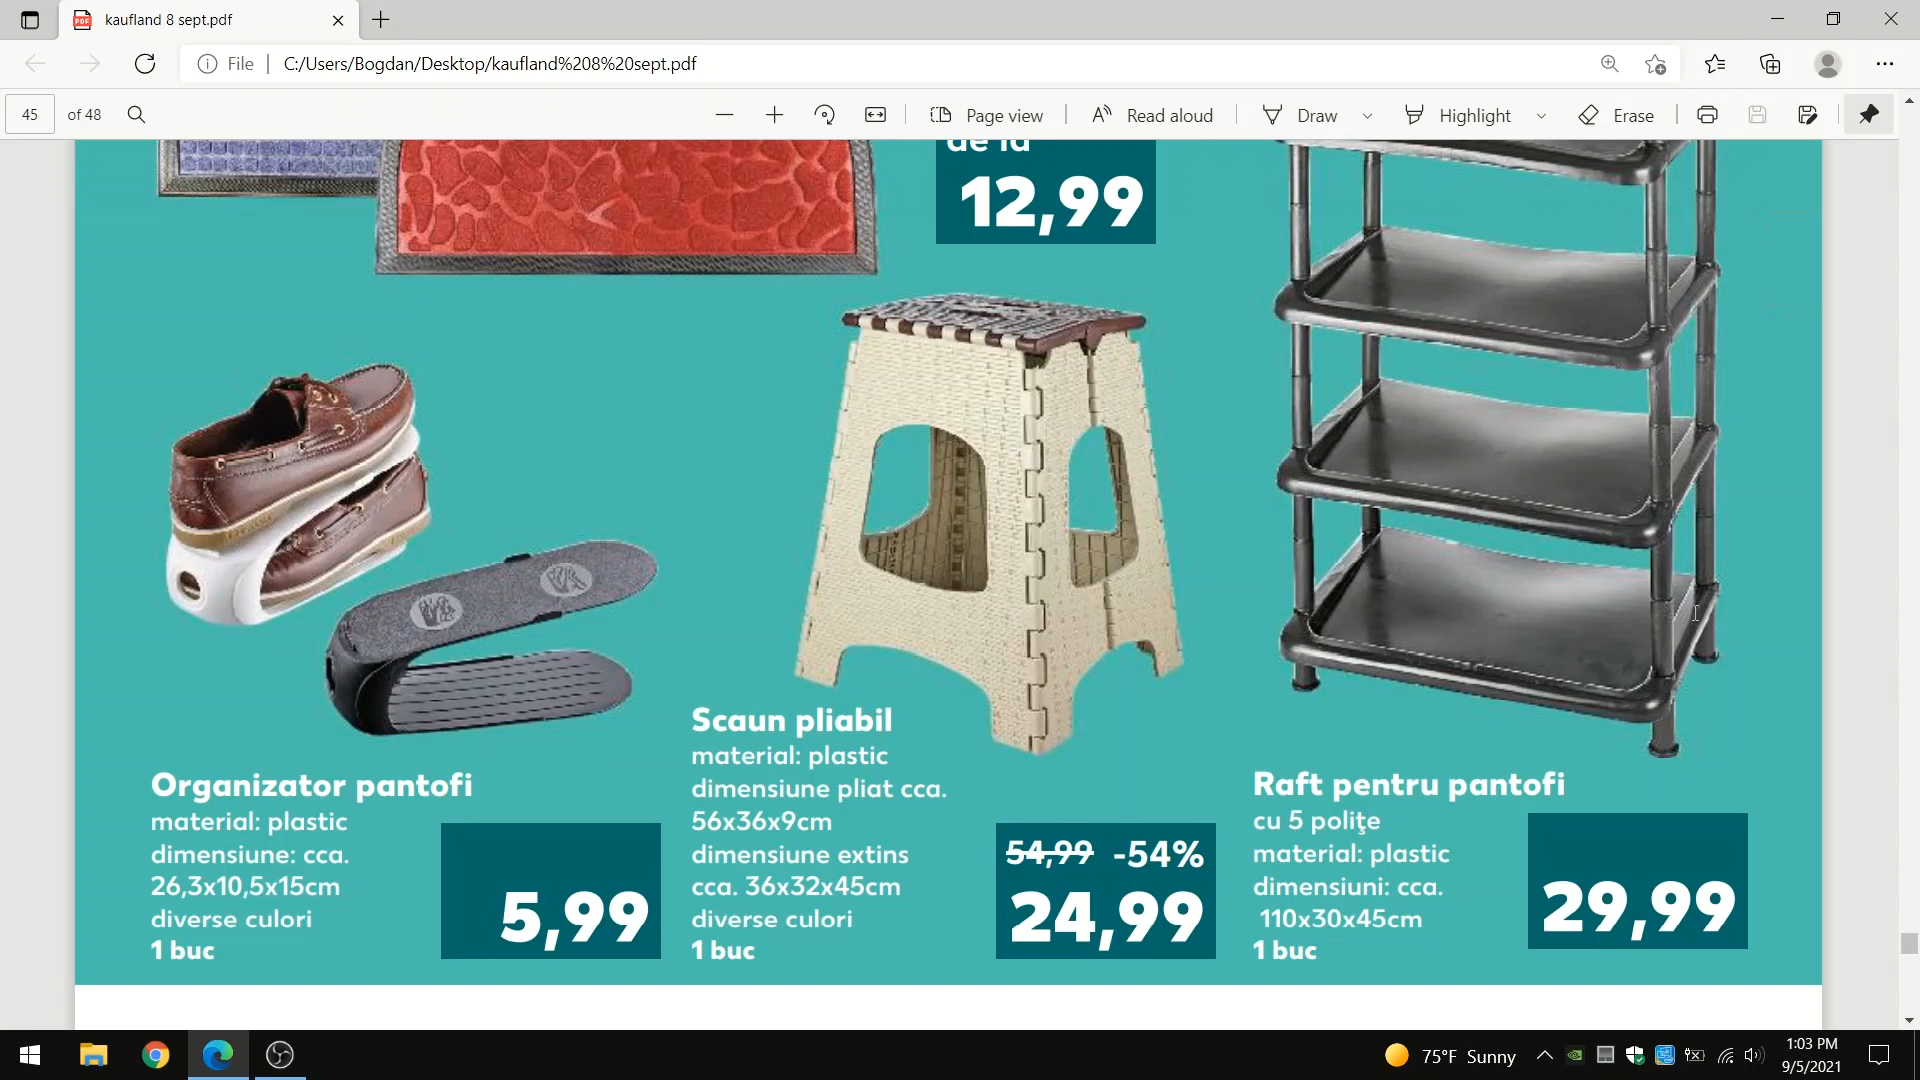 kaufland 8 sept.pdf
File
C:/Users/Bogdan/Desktop/kaufland%208%20sept.pdf
45
of 48
Page view
Read aloud
Draw
Highlight
Erase
de la
12,99
Organizator pantofi
material: plastic
dimensiune: cca.
26,3x10,5x15cm
diverse culori
1 buc
5,99
Scaun pliabil
material: plastic
dimensiune pliat cca.
56x36x9cm
dimensiune extins
cca. 36x32x45cm
diverse culori
1 buc
54,99 -54%
24,99
Raft pentru pantofi
cu 5 polițe
material: plastic
dimensiuni: cca.
110x30x45cm
1 buc
29,99
75°F Sunny
1:03 PM
9/5/2021